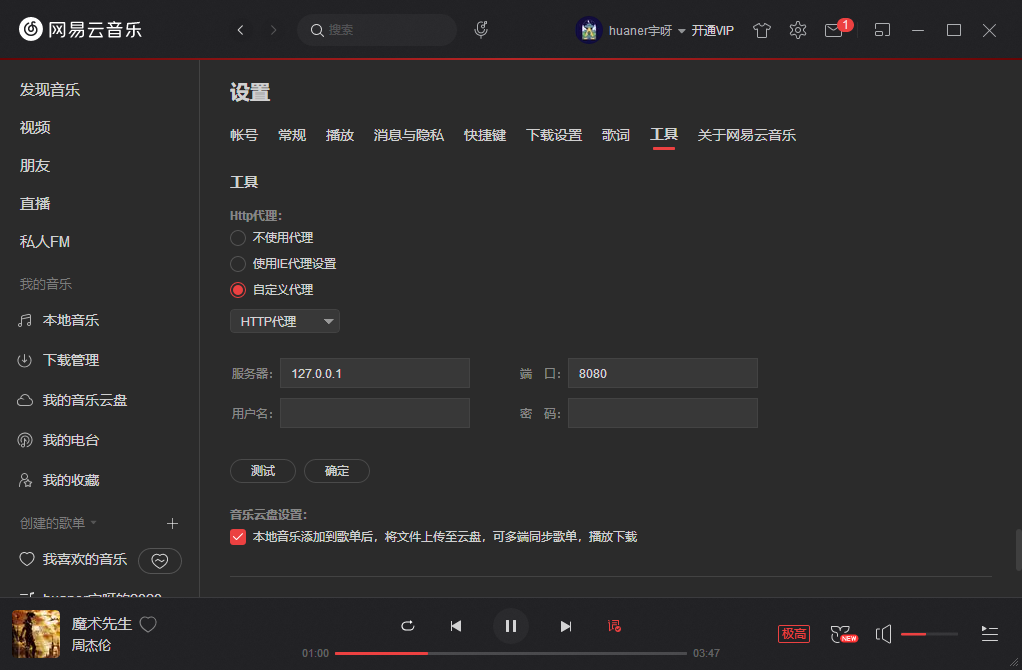 网易云音乐
搜索
huaner宇呀
开通VIP
1
发现音乐
视频
朋友
直播
私人FM
我的音乐
本地音乐
下载管理
我的音乐云盘
我的电台
我的收藏
创建的歌单
我喜欢的音乐
设置
帐号 常规 播放 消息与隐私 快捷键 下载设置 歌词 工具 关于网易云音乐
工具
Http代理:
不使用代理
使用IE代理设置
自定义代理
HTTP代理
服务器: 127.0.0.1 端 口: 8080
用户名: 密 码:
测试 确定
音乐云盘设置:
本地音乐添加到歌单后，将文件上传至云盘，可多端同步歌单，播放下载
魔术先生
周杰伦
词
01:00 03:47
极高
NEW